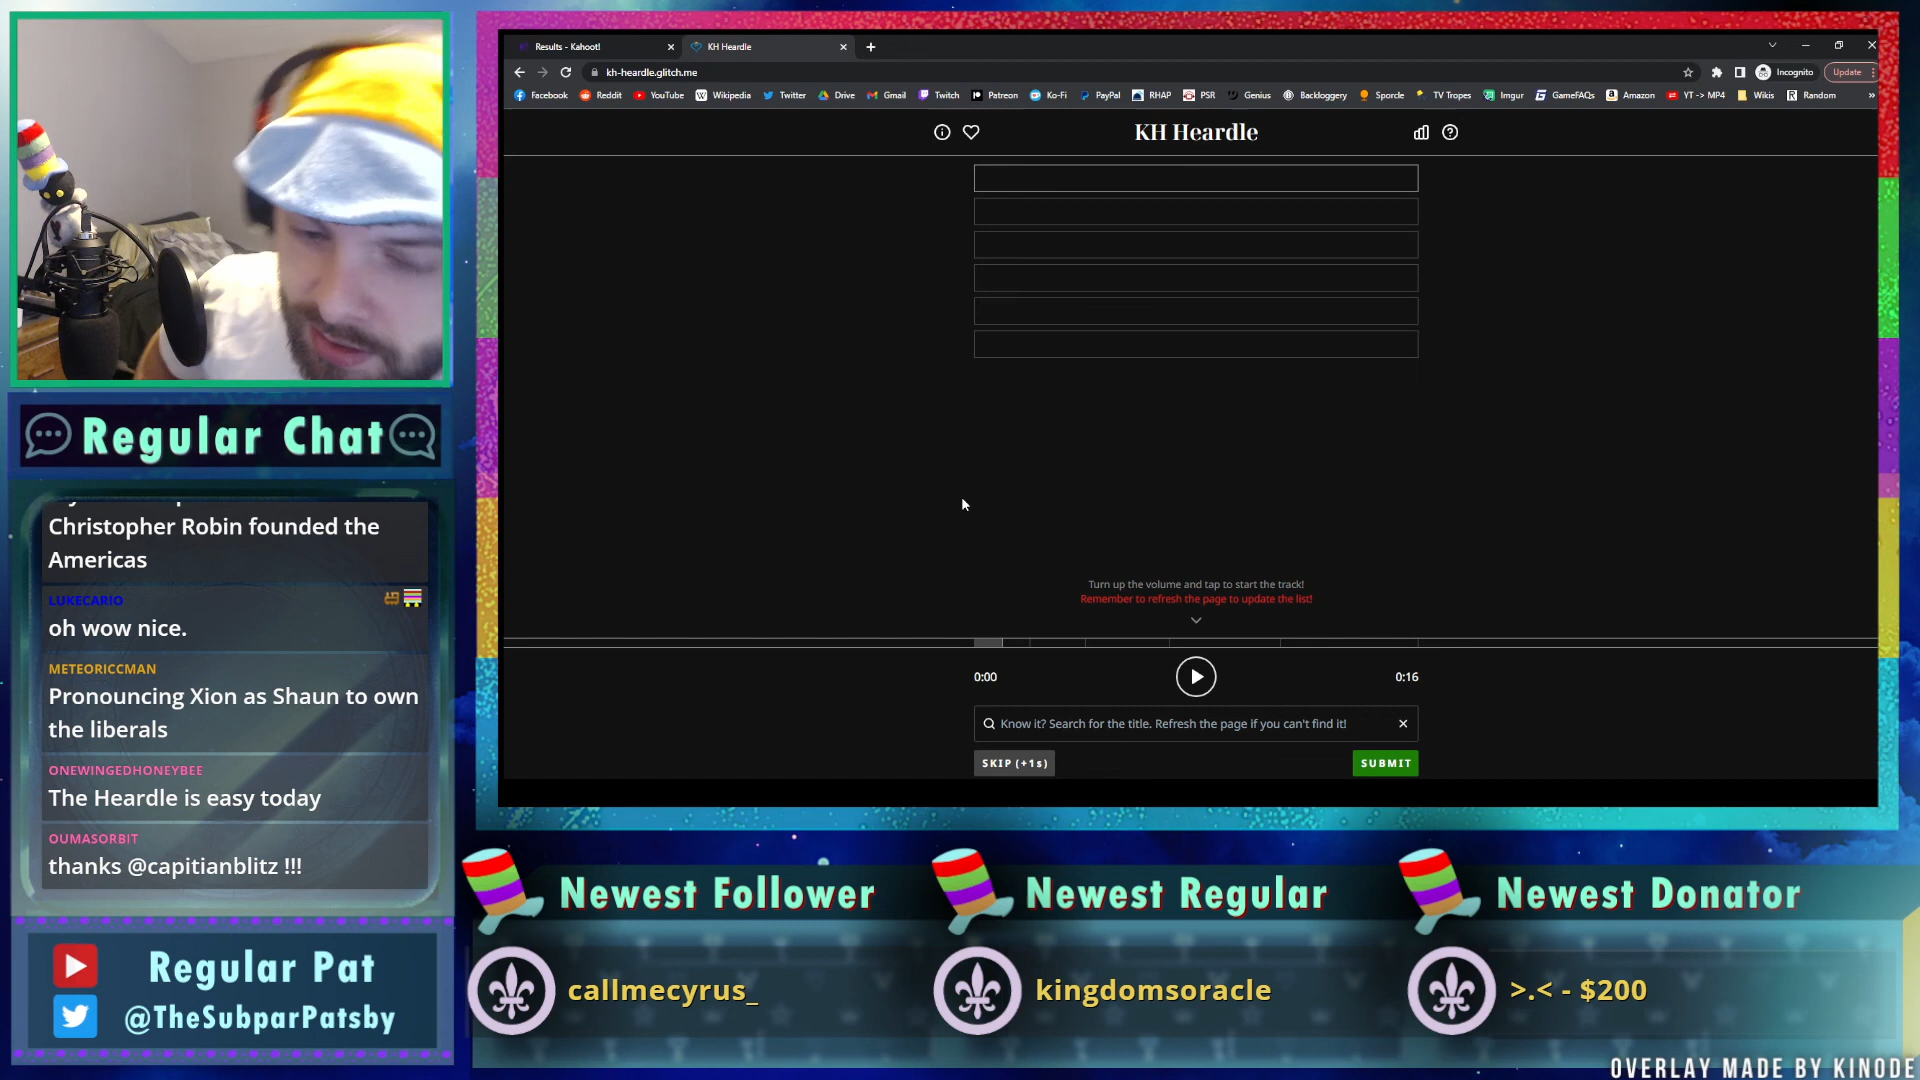 Results - Kahoot!
KH Heardle
kh-heardle.glitch.me
Incognito
Update
Facebook
Reddit
YouTube
Wikipedia
Twitter
Drive
Gmail
Twitch
Patreon
Ko-Fi
PayPal
RHAP
PSR
Genius
Backloggery
Sporcle
TV Tropes
Imgur
GameFAQs
Amazon
YT -> MP4
Wikis
Random
»
KH Heardle
Turn up the volume and tap to start the track!
Remember to refresh the page to update the list!
0:00
0:16
Know it? Search for the title. Refresh the page if you can't find it!
SKIP (+1s)
SUBMIT
Regular Chat
Christopher Robin founded the
Americas
LUKECARIO
oh wow nice.
METEORICCMAN
Pronouncing Xion as Shaun to own
the liberals
ONEWINGEDHONEYBEE
The Heardle is easy today
OUMASORBIT
thanks @capitianblitz !!!
Regular Pat
@TheSubparPatsby
Newest Follower
callmecyrus_
Newest Regular
kingdomsoracle
Newest Donator
>.< - $200
OVERLAY MADE BY KINODE